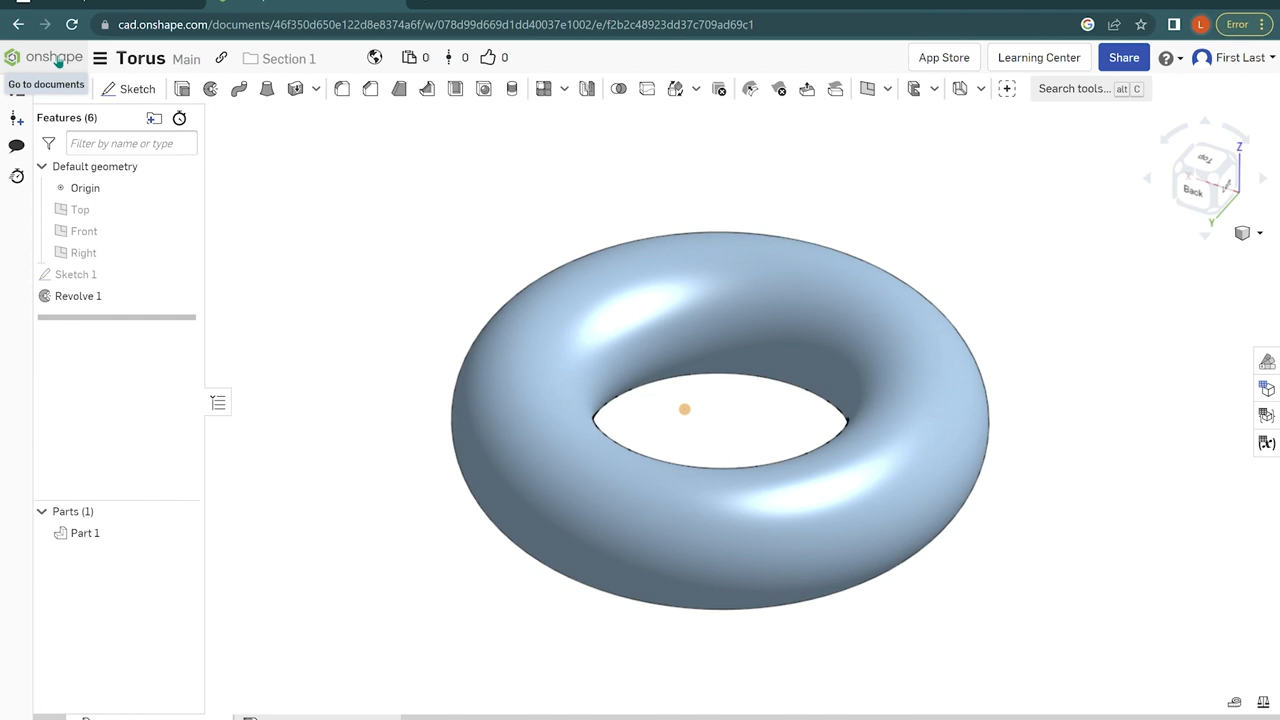 cad.onshape.com/documents/46f350d650e122d8e8374a6f/w/078d99d669d1dd40037e1002/e/f2b2c48923dd37c709ad69c1
L
Error
onshape
Torus Main
Section 1
0
0
0
App Store
Learning Center
Share
First Last
Go to documents
Sketch
Search tools... alt C
Features (6)
Filter by name or type
Default geometry
Origin
Top
Front
Right
Sketch 1
Revolve 1
Parts (1)
Part 1
Top
Back
Z
X
Y
(x)